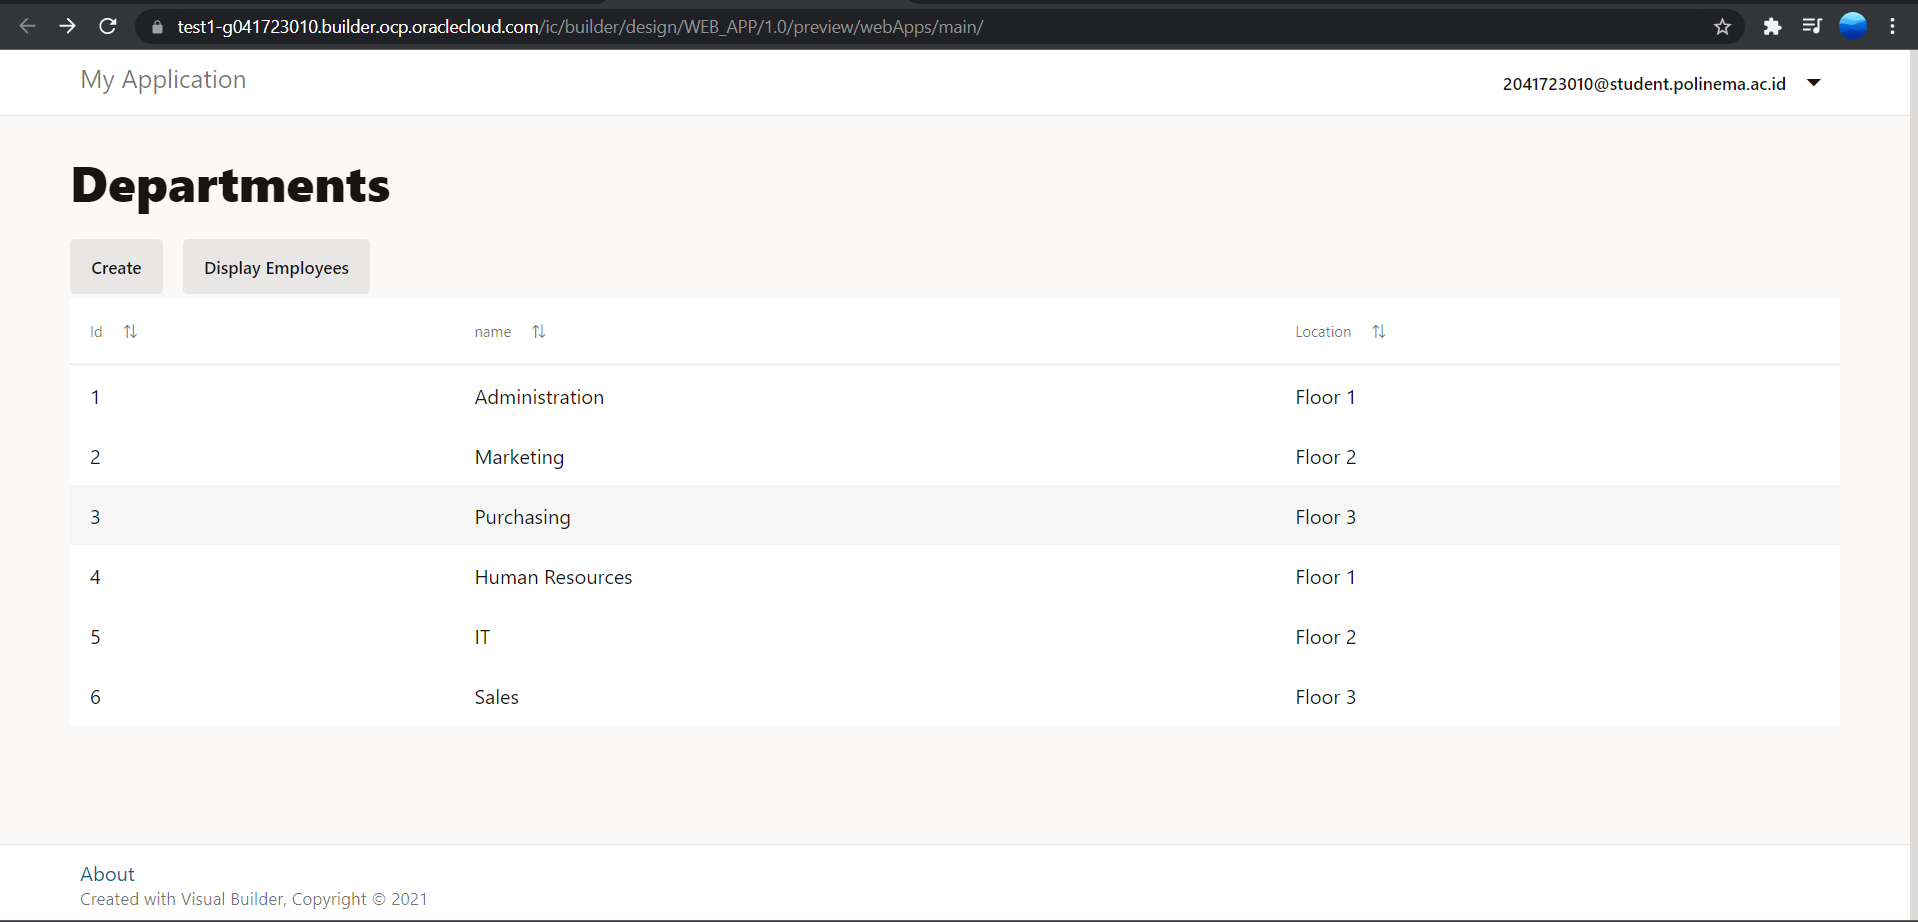 test1-g041723010.builder.ocp.oraclecloud.com/ic/builder/design/WEB_APP/1.0/preview/webApps/main/
My Application
2041723010@student.polinema.ac.id
Departments
Create Display Employees
Id name Location
1 Administration Floor 1
2 Marketing Floor 2
3 Purchasing Floor 3
4 Human Resources Floor 1
5 IT Floor 2
6 Sales Floor 3
About
Created with Visual Builder, Copyright © 2021